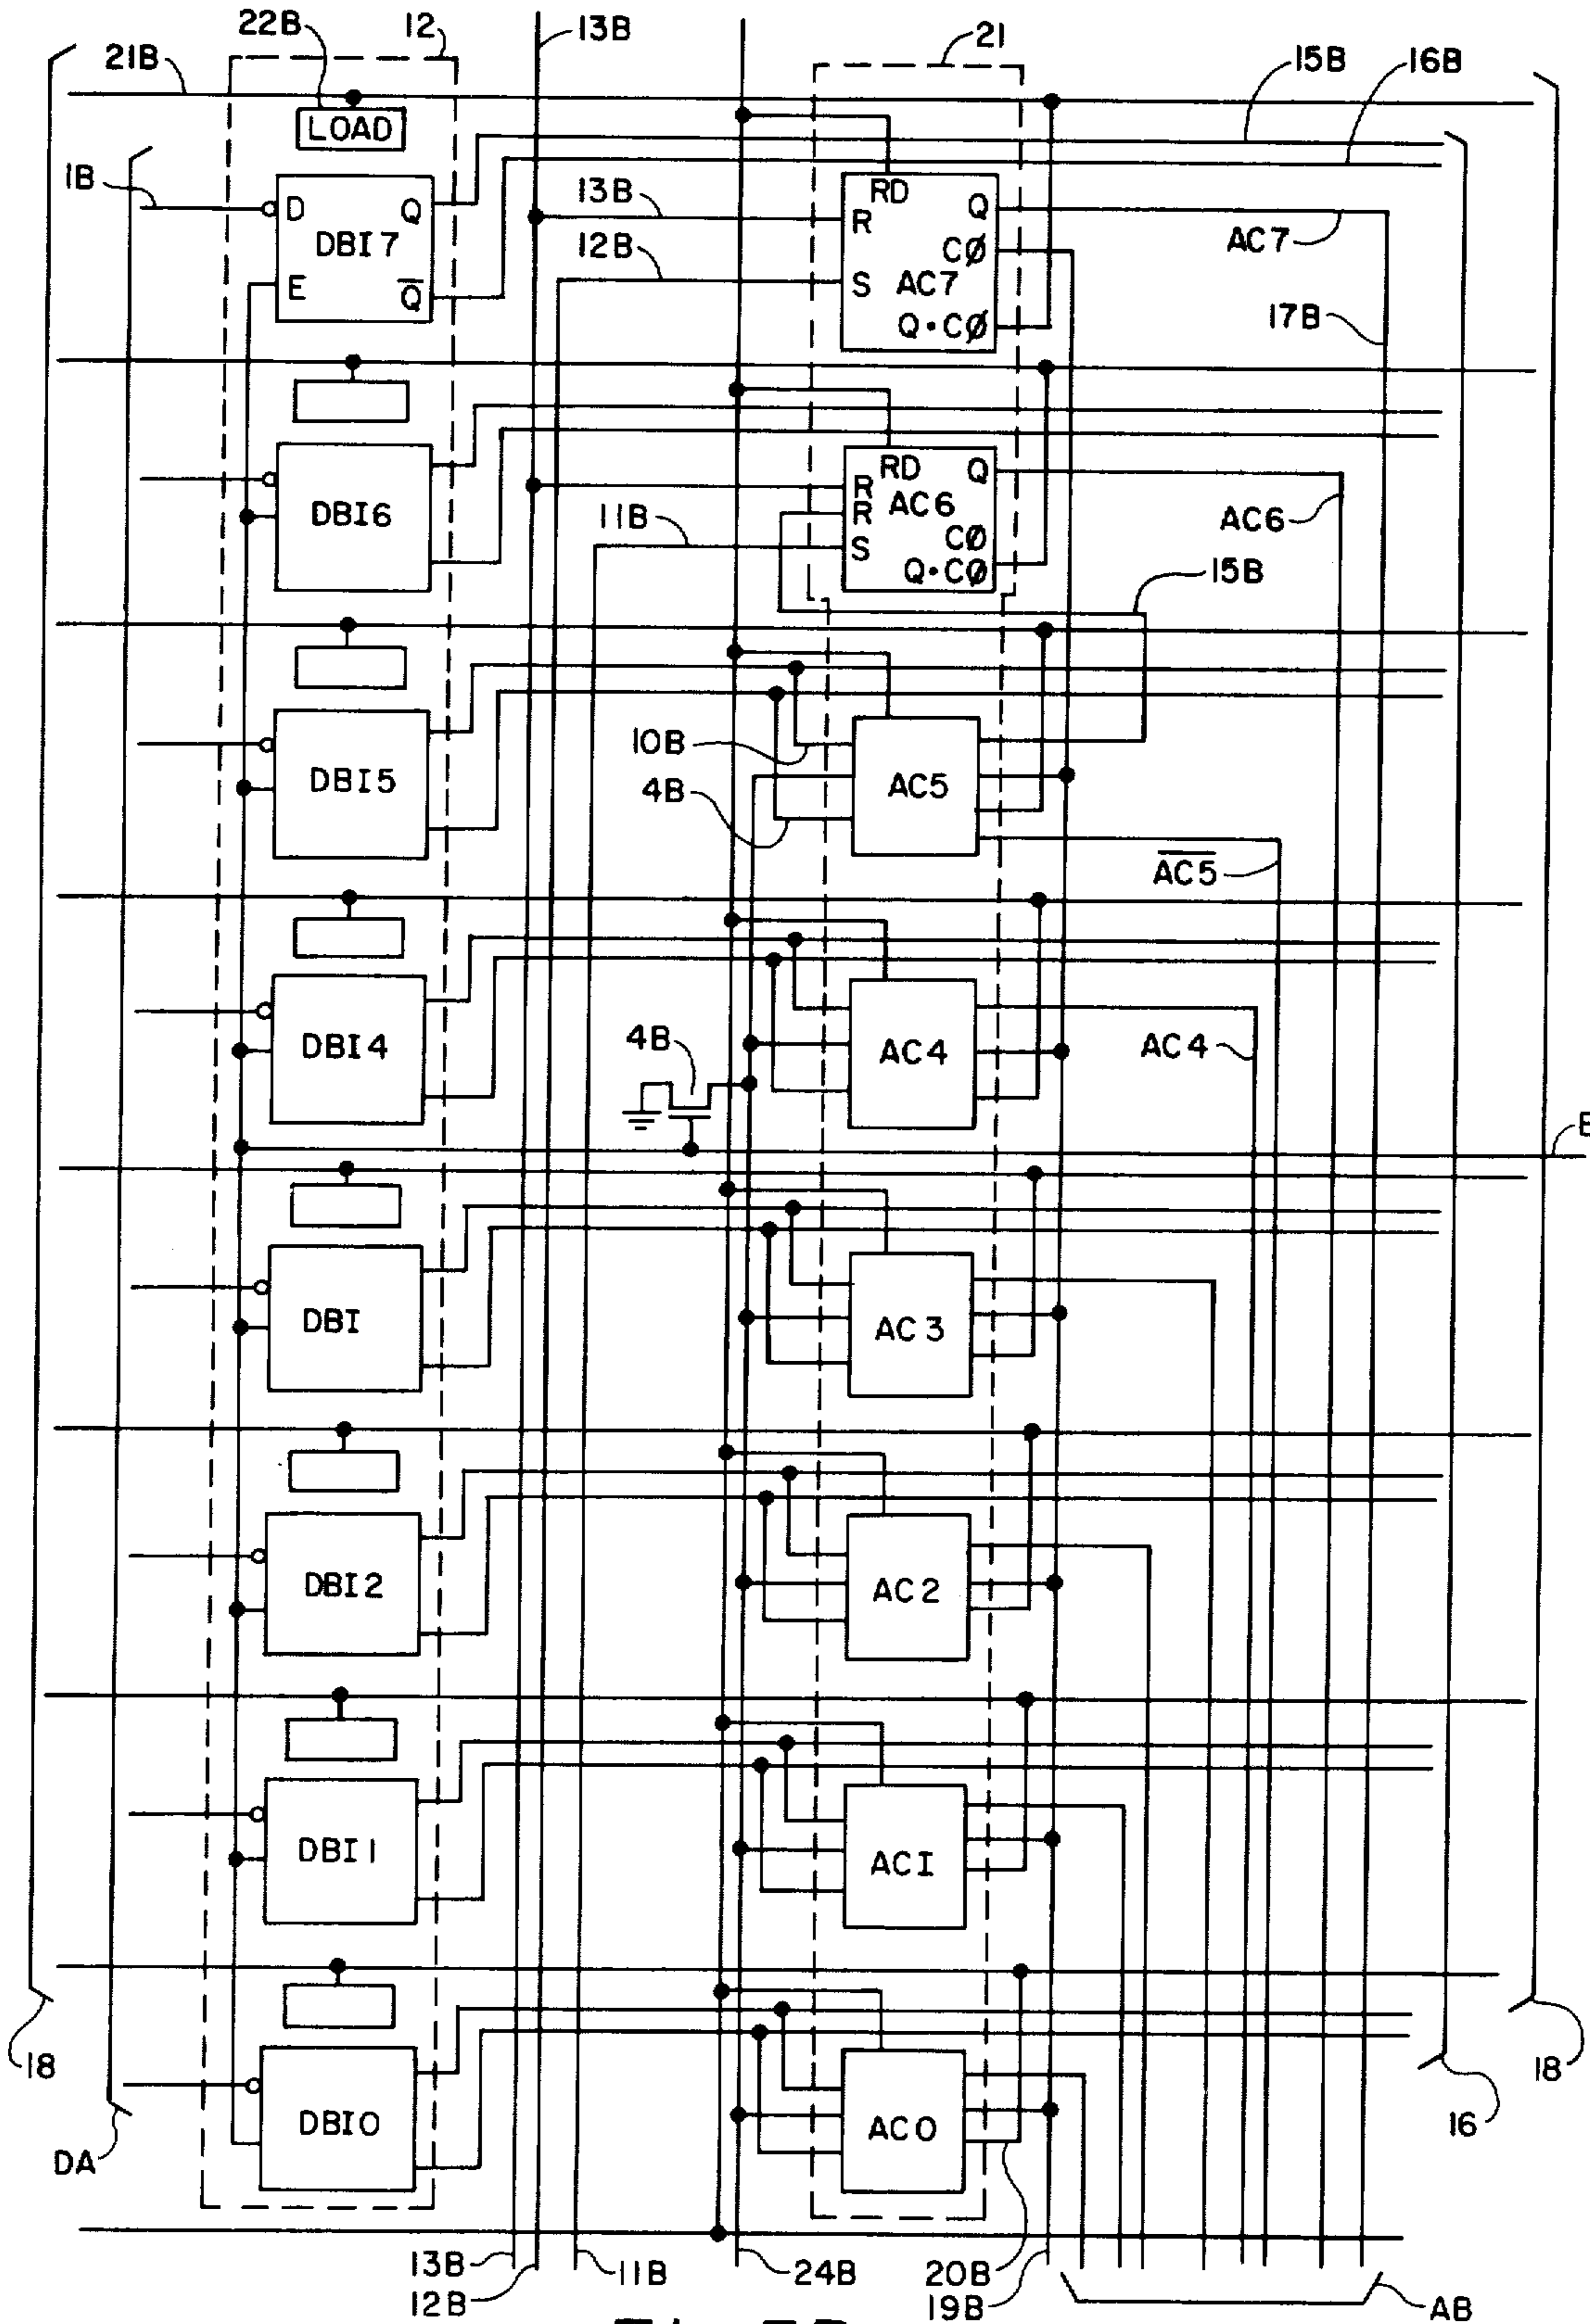 22B
12
13B
21
15B
16B
21B
LOAD
1B
D
Q
DBI7
E
Q̅
13B
12B
RD
R
Q
CØ
S
AC7
Q•CØ
AC7
17B
DBI6
11B
RD
Q
R
AC6
R
S
CØ
Q•CØ
AC6
15B
DBI5
10B
4B
AC5
A̅C̅5̅
DBI4
4B
AC4
AC4
E
DBI
AC3
DBI2
AC2
DBI1
AC1
18
DA
DBI0
AC0
16
18
13B
12B
11B
24B
20B
19B
AB